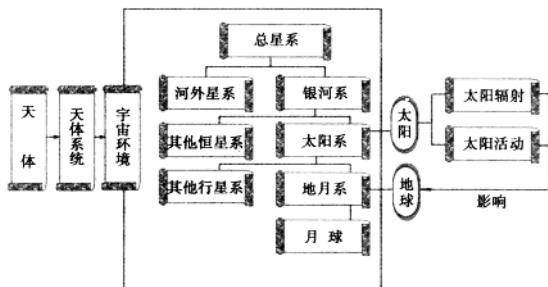 总星系
河外星系
银河系
其他恒星系
太阳系
其他行星系
地月系
月球
天体
天体系统
宇宙环境
太阳
地球
太阳辐射
太阳活动
影响